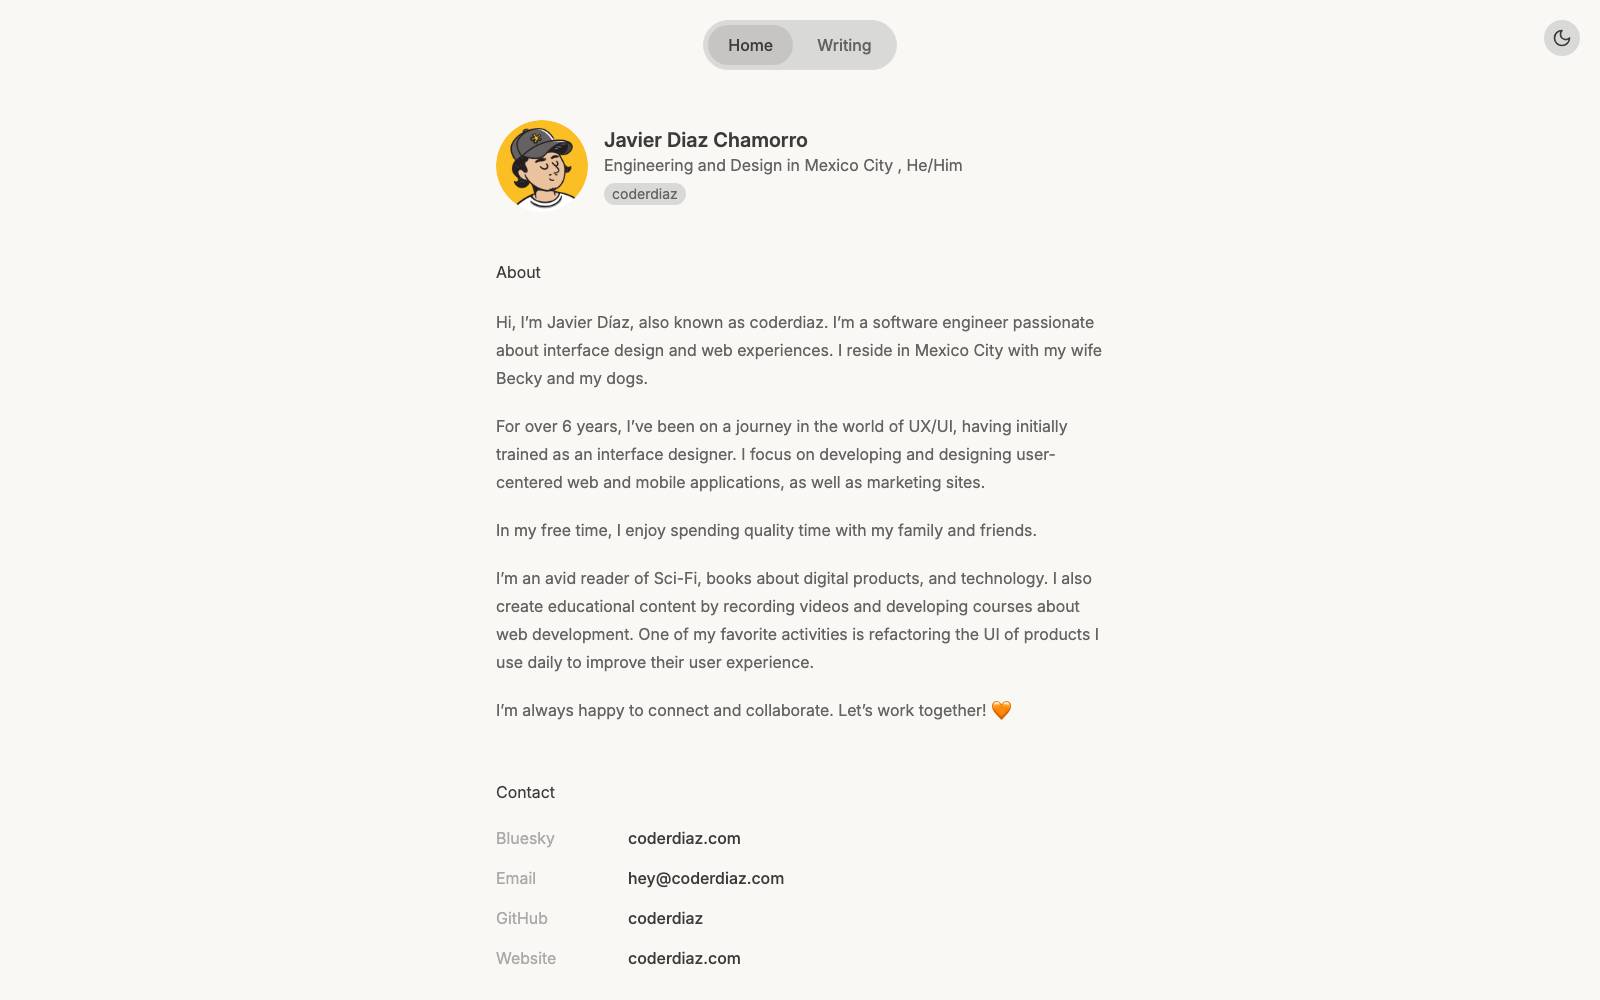 Home
Writing
Javier Diaz Chamorro
Engineering and Design in Mexico City , He/Him
coderdiaz
About
Hi, I’m Javier Díaz, also known as coderdiaz. I’m a software engineer passionate
about interface design and web experiences. I reside in Mexico City with my wife
Becky and my dogs.
For over 6 years, I’ve been on a journey in the world of UX/UI, having initially
trained as an interface designer. I focus on developing and designing user-
centered web and mobile applications, as well as marketing sites.
In my free time, I enjoy spending quality time with my family and friends.
I’m an avid reader of Sci-Fi, books about digital products, and technology. I also
create educational content by recording videos and developing courses about
web development. One of my favorite activities is refactoring the UI of products I
use daily to improve their user experience.
I’m always happy to connect and collaborate. Let’s work together! 🧡
Contact
Bluesky coderdiaz.com
Email hey@coderdiaz.com
GitHub coderdiaz
Website coderdiaz.com